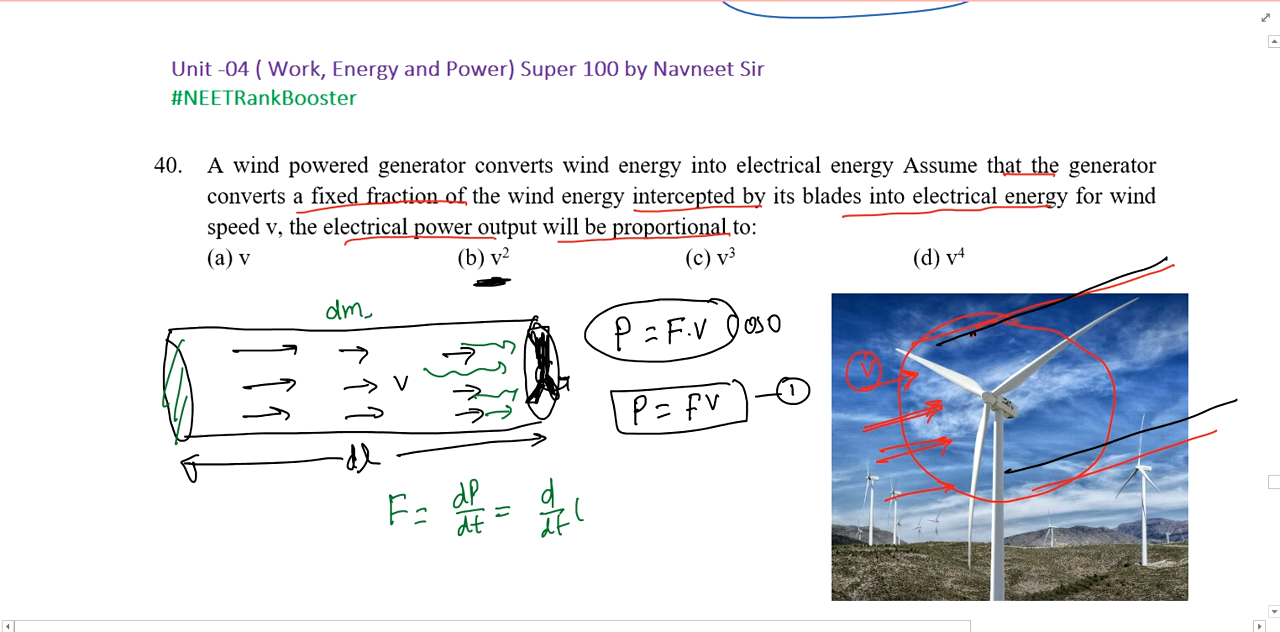 Unit -04 ( Work, Energy and Power) Super 100 by Navneet Sir
#NEETRankBooster
40. A wind powered generator converts wind energy into electrical energy Assume that the generator
converts a fixed fraction of the wind energy intercepted by its blades into electrical energy for wind
speed v, the electrical power output will be proportional to:
(a) v (b) v² (c) v³ (d) v⁴
dm
P = F.V Cos0
V
V
P = FV — 1
dl
F = dP/dt = d/dt (